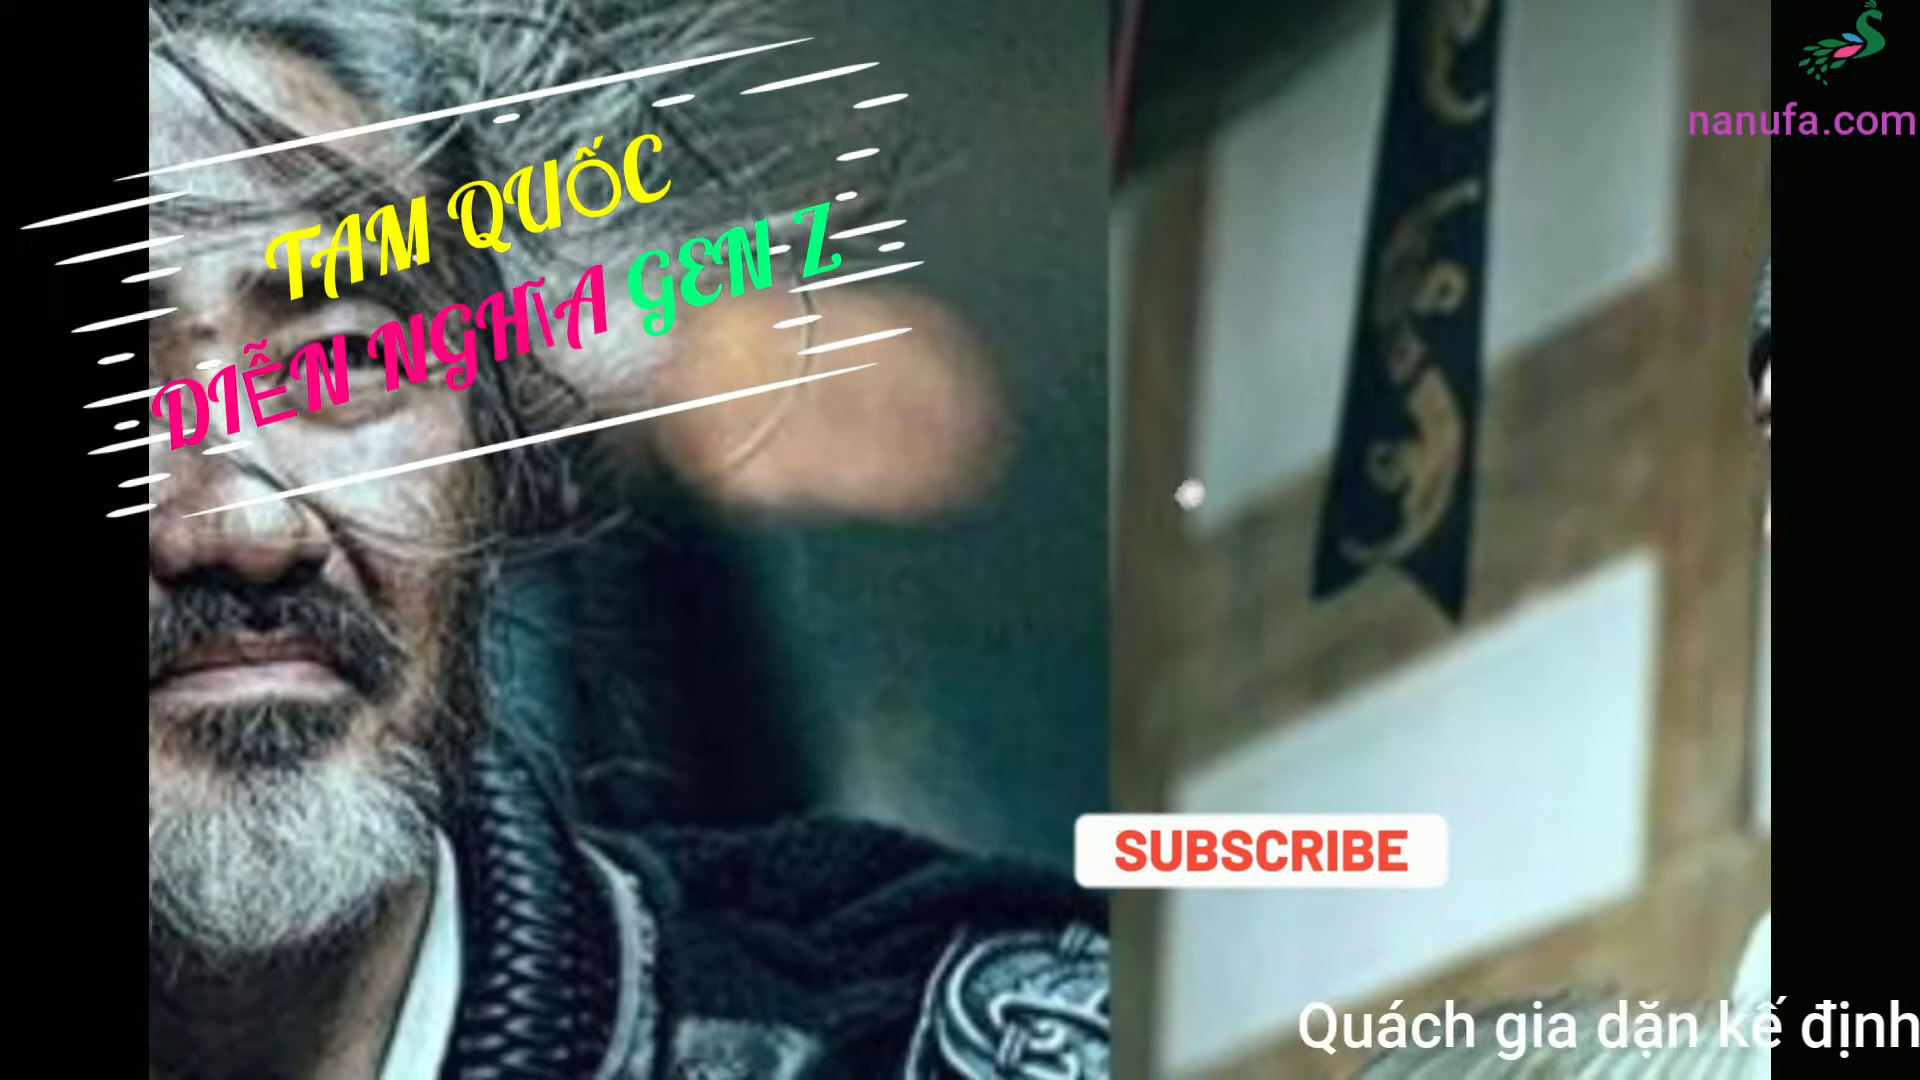 nanufa.com
TAM QUỐC
DIỄN NGHĨA GEN Z
SUBSCRIBE
Quách gia dặn kế định